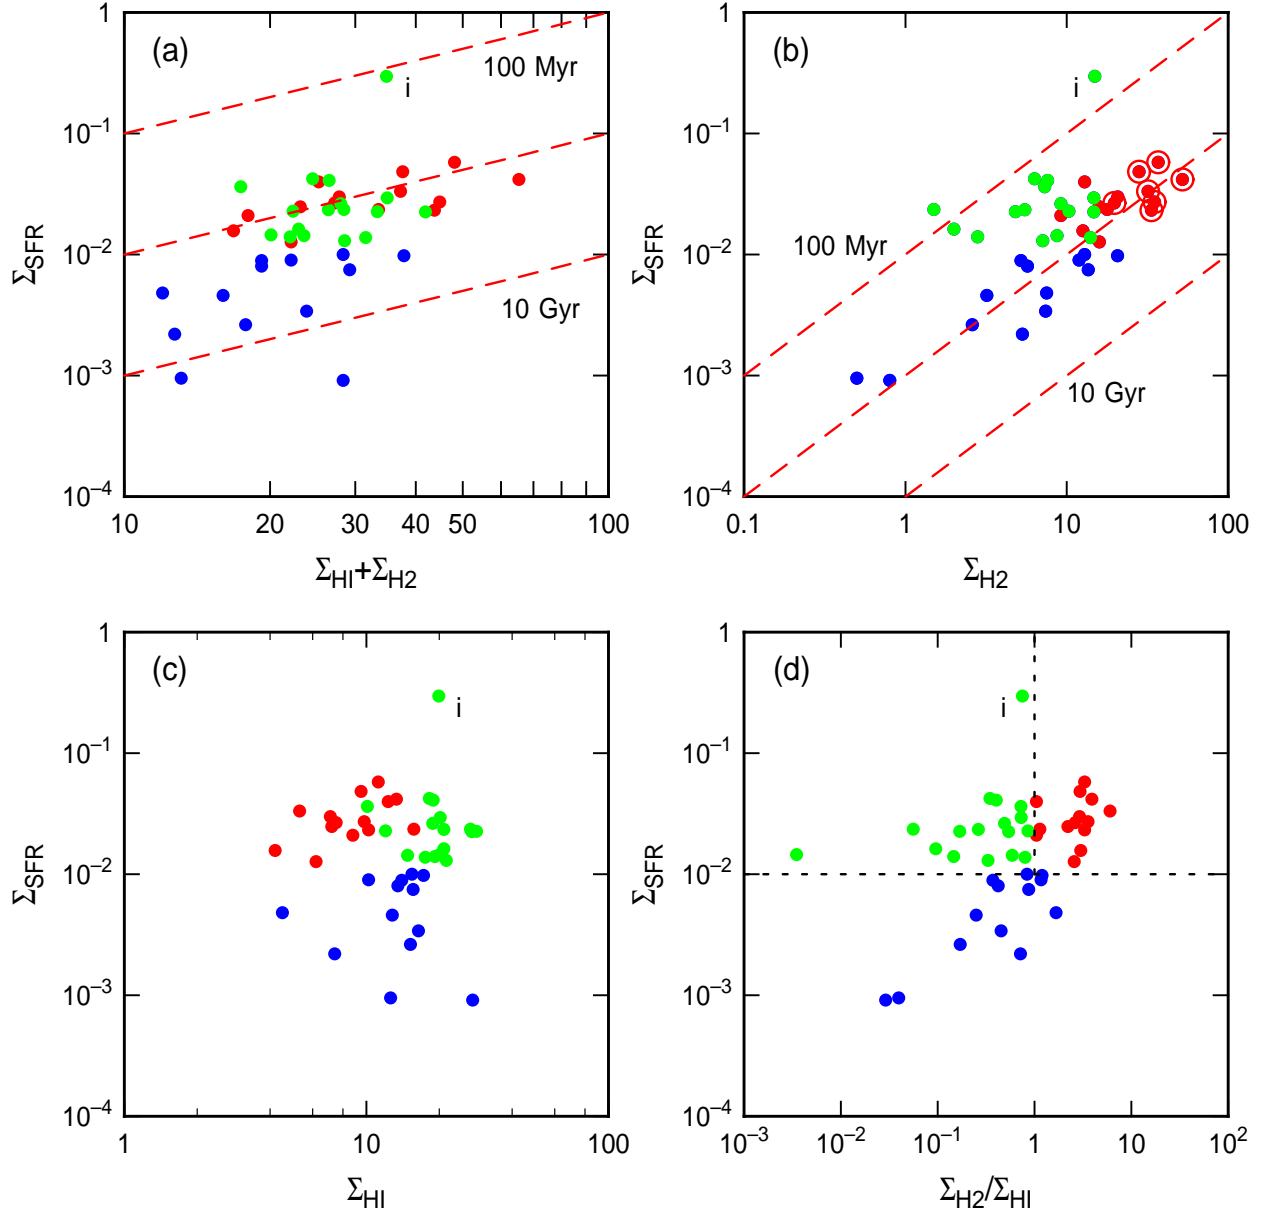 (a)
1
10⁻¹
10⁻²
10⁻³
10⁻⁴
Σ_SFR
100 Myr
i
10 Gyr
10 20 30 40 50 100
Σ_HI+Σ_H2
(b)
1
10⁻¹
10⁻²
10⁻³
10⁻⁴
Σ_SFR
i
100 Myr
10 Gyr
0.1 1 10 100
Σ_H2
(c)
1
10⁻¹
10⁻²
10⁻³
10⁻⁴
Σ_SFR
i
1 10 100
Σ_HI
(d)
1
10⁻¹
10⁻²
10⁻³
10⁻⁴
Σ_SFR
i
10⁻³ 10⁻² 10⁻¹ 1 10 10²
Σ_H2/Σ_HI